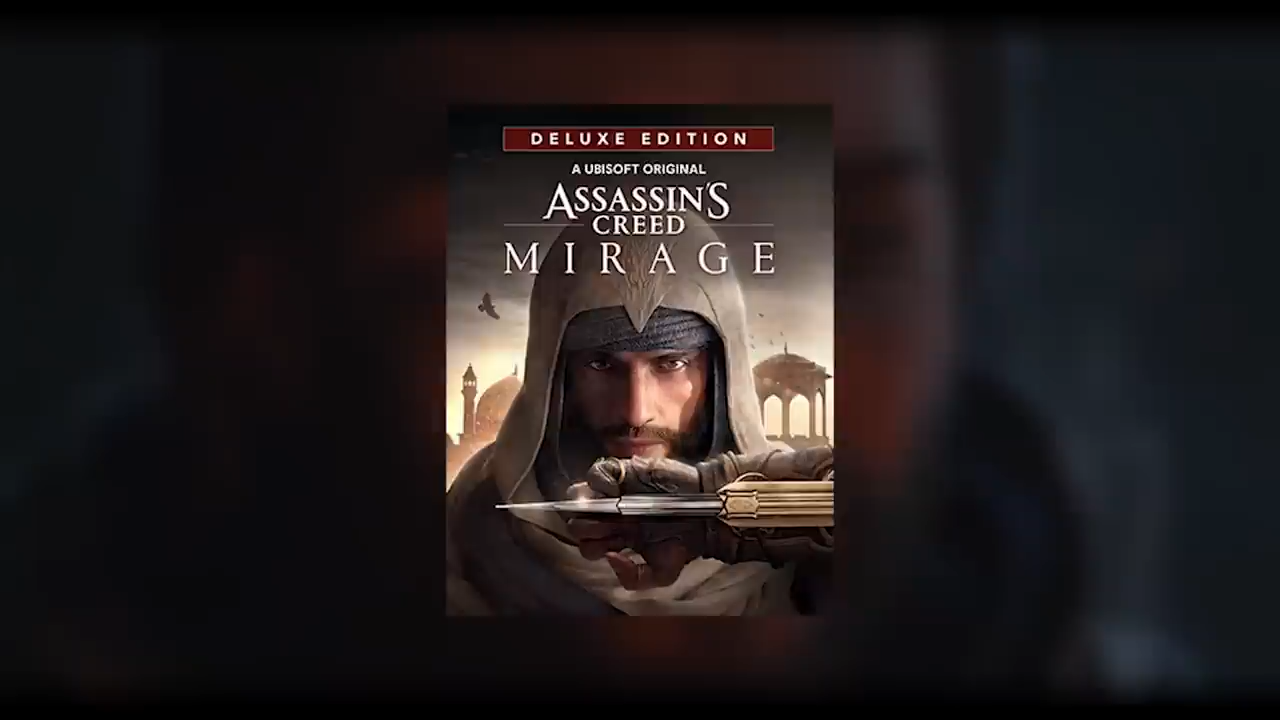 DELUXE EDITION
A UBISOFT ORIGINAL
ASSASSIN'S
CREED
MIRAGE